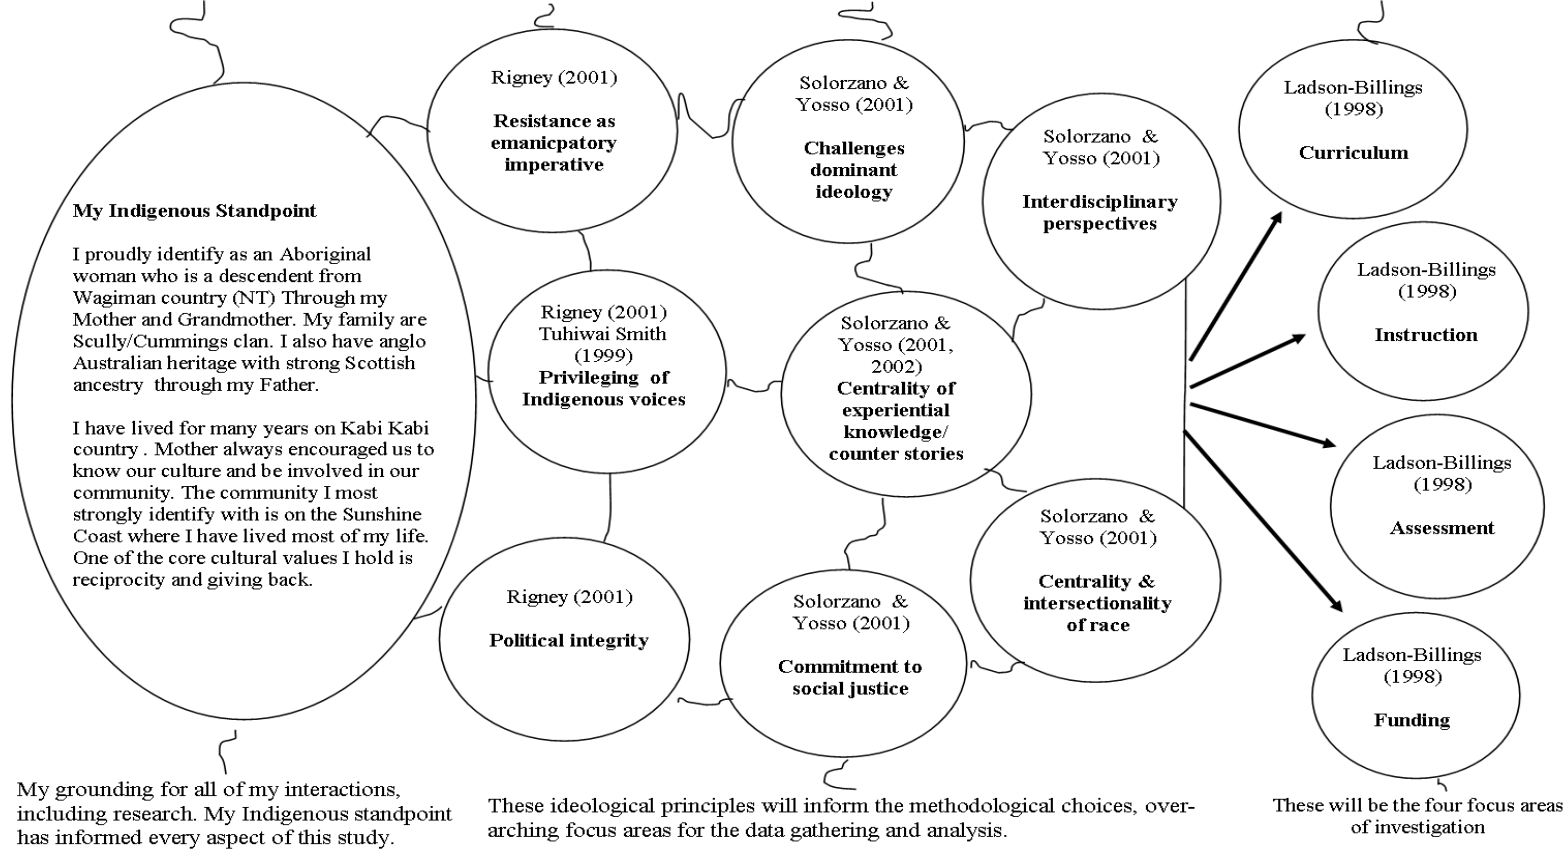 My Indigenous Standpoint
I proudly identify as an Aboriginal
woman who is a descendent from
Wagiman country (NT) Through my
Mother and Grandmother. My family are
Scully/Cummings clan. I also have anglo
Australian heritage with strong Scottish
ancestry through my Father.
I have lived for many years on Kabi Kabi
country . Mother always encouraged us to
know our culture and be involved in our
community. The community I most
strongly identify with is on the Sunshine
Coast where I have lived most of my life.
One of the core cultural values I hold is
reciprocity and giving back.
My grounding for all of my interactions,
including research. My Indigenous standpoint
has informed every aspect of this study.
Rigney (2001)
Resistance as
emanicpatory
imperative
Rigney (2001)
Tuhiwai Smith
(1999)
Privileging of
Indigenous voices
Rigney (2001)
Political integrity
Solorzano &
Yosso (2001)
Challenges
dominant
ideology
Solorzano &
Yosso (2001,
2002)
Centrality of
experiential
knowledge/
counter stories
Solorzano &
Yosso (2001)
Commitment to
social justice
Solorzano &
Yosso (2001)
Interdisciplinary
perspectives
Solorzano &
Yosso (2001)
Centrality &
intersectionality
of race
These ideological principles will inform the methodological choices, over-
arching focus areas for the data gathering and analysis.
Ladson-Billings
(1998)
Curriculum
Ladson-Billings
(1998)
Instruction
Ladson-Billings
(1998)
Assessment
Ladson-Billings
(1998)
Funding
These will be the four focus areas
of investigation